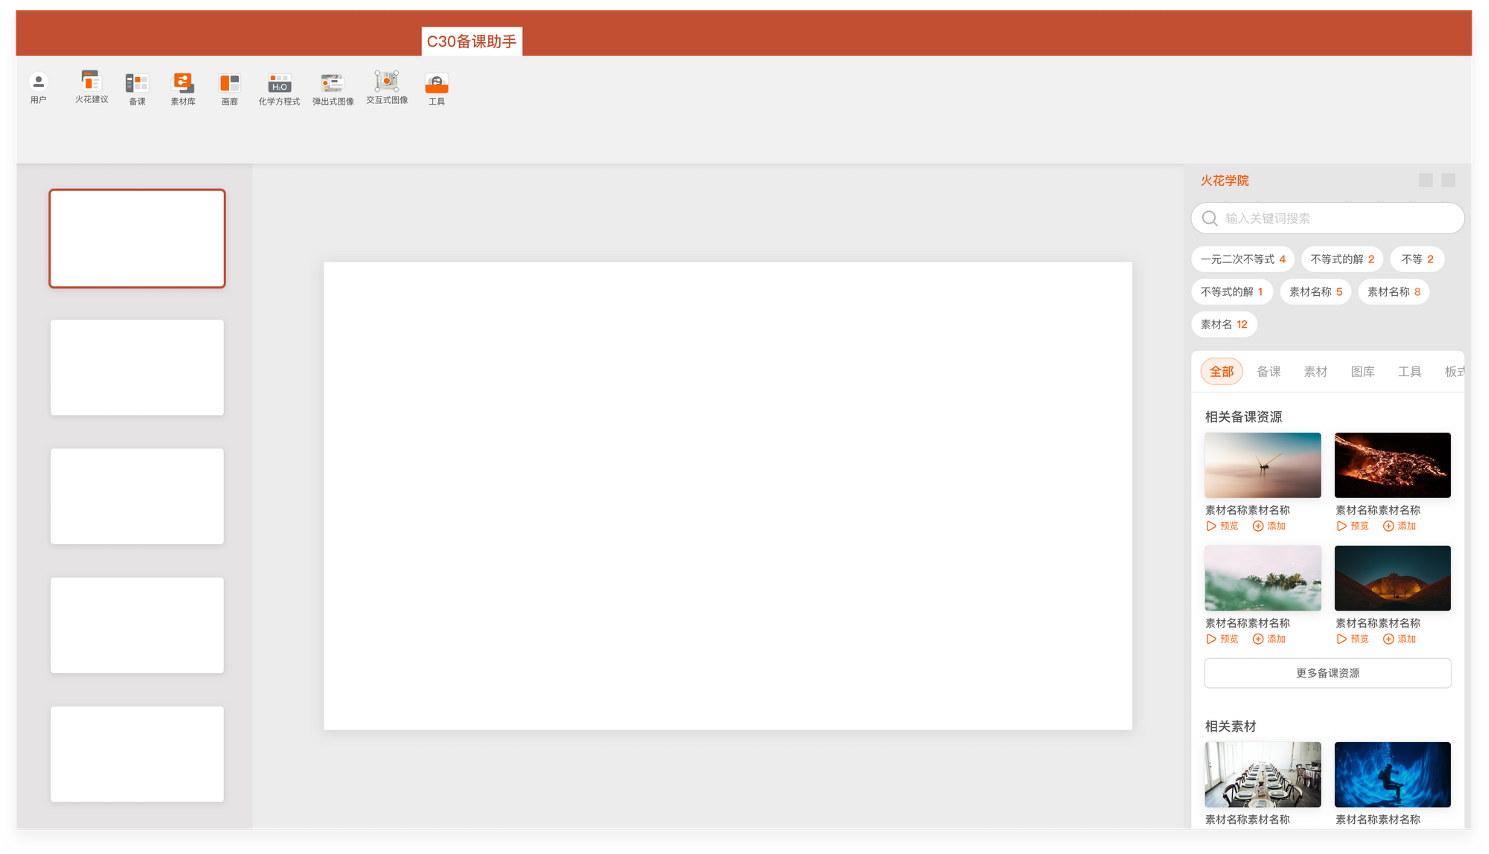 C30备课助手
用户 火花建议 备课 素材库 画廊 化学方程式 弹出式图像 交互式图像 工具
H₂O
火花学院
输入关键词搜索
一元二次不等式 4 不等式的解 2 不等 2
不等式的解 1 素材名称 5 素材名称 8
素材名 12
全部 备课 素材 图库 工具 板式
相关备课资源
素材名称素材名称 素材名称素材名称
预览 添加 预览 添加
素材名称素材名称 素材名称素材名称
预览 添加 预览 添加
更多备课资源
相关素材
素材名称素材名称 素材名称素材名称